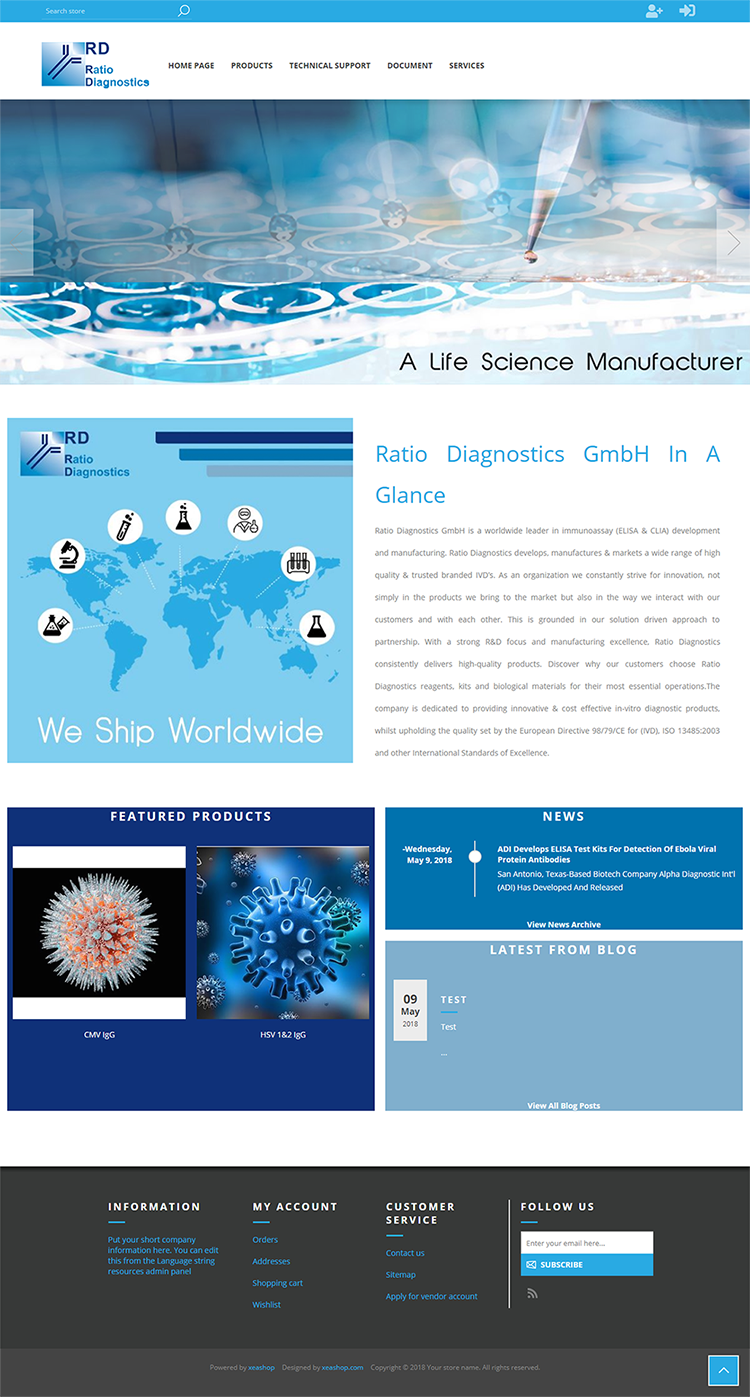 Search store
RD
Ratio
Diagnostics
HOME PAGE
PRODUCTS
TECHNICAL SUPPORT
DOCUMENT
SERVICES
A Life Science Manufacturer
RD
Ratio
Diagnostics
We Ship Worldwide
Ratio Diagnostics GmbH In A
Glance
Ratio Diagnostics GmbH is a worldwide leader in immunoassay (ELISA & CLIA) development
and manufacturing. Ratio Diagnostics develops, manufactures & markets a wide range of high
quality & trusted branded IVD's. As an organization we constantly strive for innovation, not
simply in the products we bring to the market but also in the way we interact with our
customers and with each other. This is grounded in our solution driven approach to
partnership. With a strong R&D focus and manufacturing excellence, Ratio Diagnostics
consistently delivers high-quality products. Discover why our customers choose Ratio
Diagnostics reagents, kits and biological materials for their most essential operations.The
company is dedicated to providing innovative & cost effective in-vitro diagnostic products,
whilst upholding the quality set by the European Directive 98/79/CE for (IVD), ISO 13485:2003
and other International Standards of Excellence.
FEATURED PRODUCTS
CMV IgG
HSV 1&2 IgG
NEWS
-Wednesday,
May 9, 2018
ADI Develops ELISA Test Kits For Detection Of Ebola Viral
Protein Antibodies
San Antonio, Texas-Based Biotech Company Alpha Diagnostic Int'l
(ADI) Has Developed And Released
View News Archive
LATEST FROM BLOG
09
May
2018
TEST
Test
...
View All Blog Posts
INFORMATION
Put your short company
information here. You can edit
this from the Language string
resources admin panel
MY ACCOUNT
Orders
Addresses
Shopping cart
Wishlist
CUSTOMER
SERVICE
Contact us
Sitemap
Apply for vendor account
FOLLOW US
Enter your email here...
SUBSCRIBE
Powered by xeashop Designed by xeashop.com Copyright © 2018 Your store name. All rights reserved.